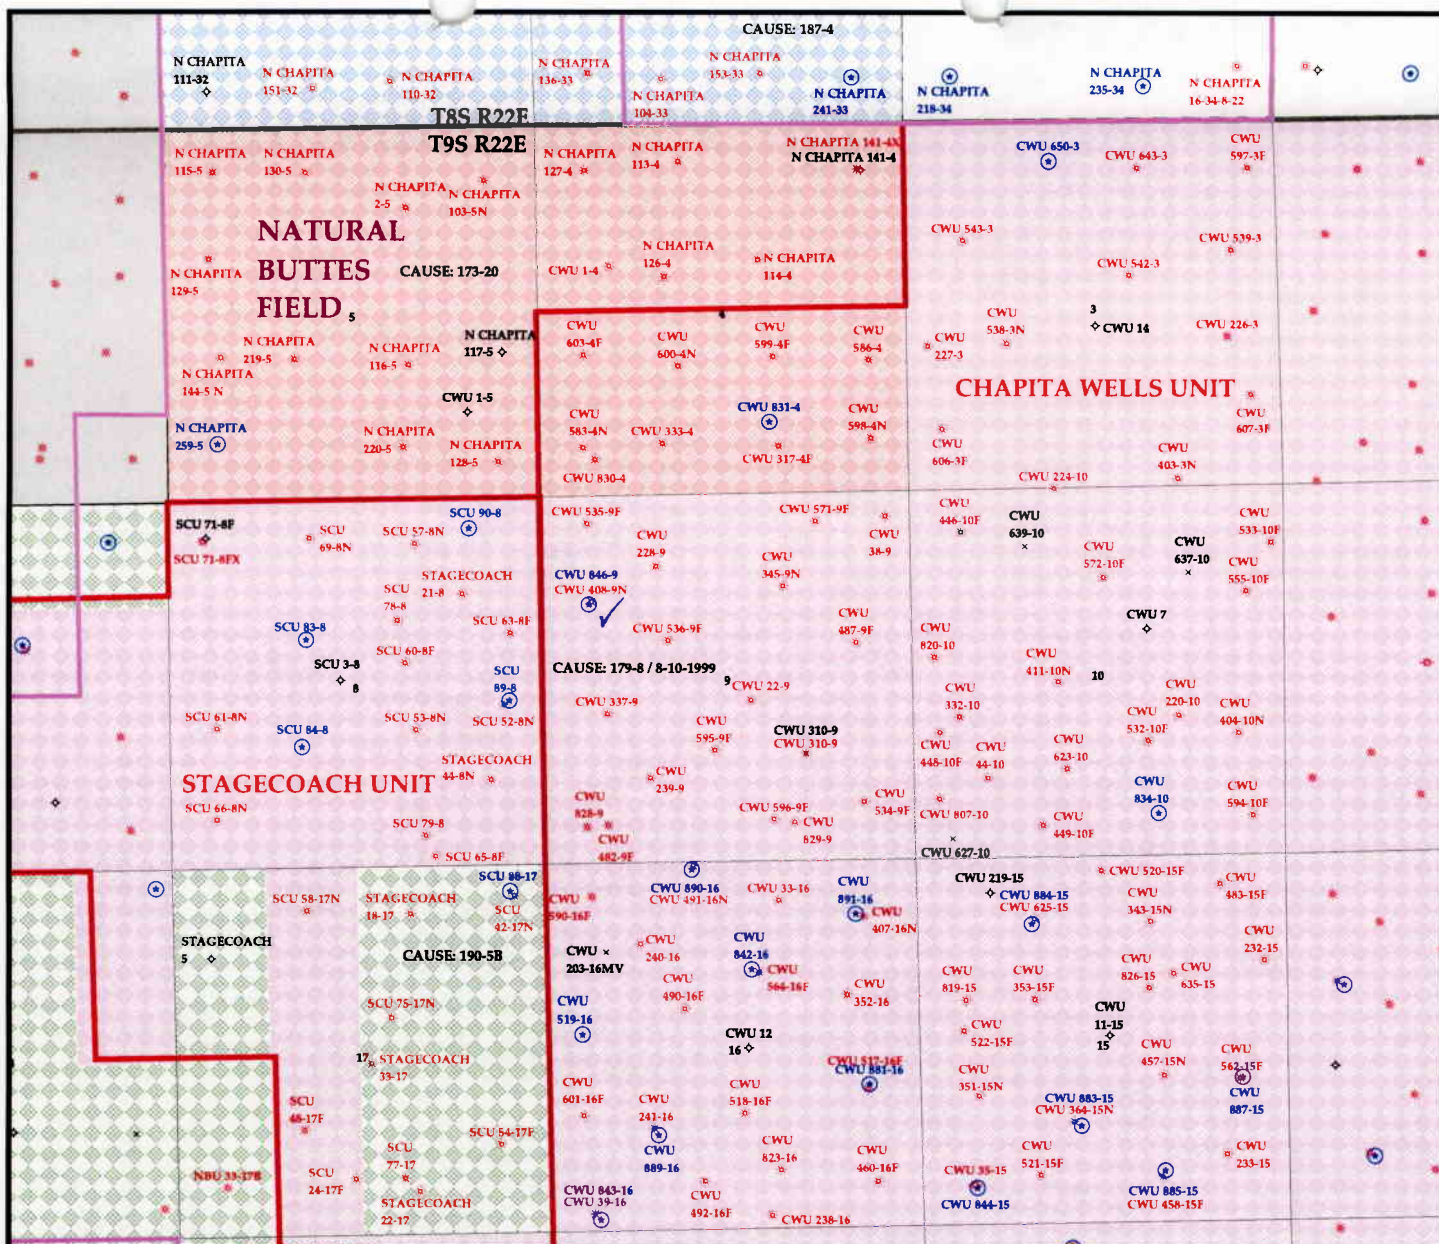 CAUSE: 187-4
N CHAPITA
111-32
N CHAPITA
151-32
N CHAPITA
110-32
N CHAPITA
136-33
N CHAPITA
104-33
N CHAPITA
153-33
N CHAPITA
241-33
N CHAPITA
218-34
N CHAPITA
235-34
N CHAPITA
16-34-8-22
T8S R22E
T9S R22E
N CHAPITA
115-5
N CHAPITA
130-5
N CHAPITA
2-5
N CHAPITA
103-5N
N CHAPITA
127-4
N CHAPITA
113-4
N CHAPITA 141-4X
N CHAPITA 141-4
CWU 650-3
CWU 643-3
CWU
597-3F
NATURAL
BUTTES
FIELD
CAUSE: 173-20
5
N CHAPITA
129-5
CWU 1-4
N CHAPITA
126-4
N CHAPITA
114-4
CWU 543-3
CWU 539-3
CWU 542-3
4
3
CWU 14
CWU
538-3N
CWU 226-3
CWU
227-3
N CHAPITA
219-5
N CHAPITA
144-5 N
116-5
N CHAPITA
117-5
CWU 1-5
CWU
603-4F
CWU
600-4N
CWU
599-4F
CWU
586-4
CHAPITA WELLS UNIT
N CHAPITA
259-5
N CHAPITA
220-5
N CHAPITA
128-5
CWU
583-4N
CWU 333-4
CWU 831-4
CWU 317-4F
CWU
598-4N
CWU 830-4
CWU
606-3F
CWU
607-3F
CWU
403-3N
CWU 224-10
SCU 71-8F
SCU 71-8FX
SCU
69-8N
SCU 57-8N
SCU 90-8
STAGECOACH
21-8
SCU
78-8
SCU 63-8F
SCU 83-8
SCU 60-8F
SCU 3-8
8
SCU
89-8
SCU 52-8N
SCU 61-8N
SCU 84-8
SCU 53-8N
STAGECOACH
44-8N
STAGECOACH UNIT
SCU 66-8N
SCU 79-8
SCU 65-8F
CWU 535-9F
CWU
228-9
CWU 571-9F
CWU
38-9
CWU 846-9
CWU 408-9N
CWU
345-9N
CWU 536-9F
CWU
487-9F
CAUSE: 179-8 / 8-10-1999
9
CWU 22-9
CWU 337-9
CWU
595-9F
CWU 310-9
CWU 310-9
CWU
239-9
CWU
828-9
CWU
482-9F
CWU 596-9F
CWU
829-9
CWU
534-9F
CWU
446-10F
CWU
639-10
CWU
572-10F
CWU
637-10
CWU
533-10F
CWU
555-10F
CWU 7
CWU
820-10
CWU
411-10N
10
CWU
332-10
CWU
220-10
CWU
404-10N
CWU
532-10F
CWU
448-10F
CWU
44-10
CWU
623-10
CWU
834-10
CWU
594-10F
CWU 807-10
CWU
449-10F
CWU 627-10
SCU 88-17
SCU 58-17N
STAGECOACH
18-17
SCU
42-17N
STAGECOACH
5
CAUSE: 190-5B
SCU 75-17N
17
STAGECOACH
33-17
SCU
48-17F
SCU 54-17F
SCU
77-17
NBU 33-17B
SCU
24-17F
STAGECOACH
22-17
CWU
590-16F
CWU 890-16
CWU 491-16N
CWU 33-16
CWU
891-16
CWU
407-16N
CWU
203-16MV
CWU
240-16
CWU
842-16
CWU
564-16F
CWU
490-16F
CWU
352-16
CWU
519-16
CWU 12
16
CWU 517-16F
CWU 881-16
CWU
601-16F
CWU
241-16
CWU
518-16F
CWU
889-16
CWU
823-16
CWU
460-16F
CWU 843-16
CWU 39-16
CWU
492-16F
CWU 238-16
CWU 219-15
CWU 884-15
CWU 625-15
CWU 520-15F
CWU
343-15N
CWU
483-15F
CWU
232-15
CWU
819-15
CWU
353-15F
CWU
826-15
CWU
635-15
CWU
522-15F
CWU
11-15
15
CWU
457-15N
CWU
562-15F
CWU
887-15
CWU
351-15N
CWU 883-15
CWU 364-15N
CWU
521-15F
CWU
233-15
CWU 35-15
CWU 844-15
CWU 885-15
CWU 458-15F